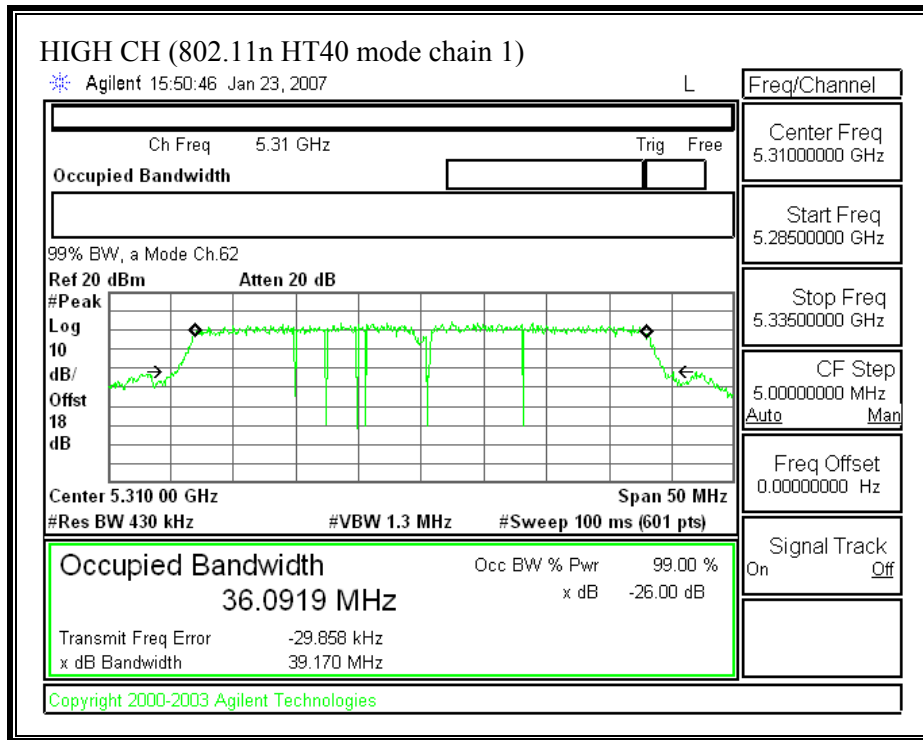 HIGH CH (802.11n HT40 mode chain 1)
Agilent 15:50:46 Jan 23, 2007 L
Freq/Channel
Ch Freq 5.31 GHz Trig Free
Occupied Bandwidth
Center Freq
5.31000000 GHz
Start Freq
5.28500000 GHz
Stop Freq
5.33500000 GHz
CF Step
5.00000000 MHz
Auto Man
Freq Offset
0.00000000 Hz
Signal Track
On Off
99% BW, a Mode Ch.62
Ref 20 dBm Atten 20 dB
#Peak
Log
10
dB/
Offst
18
dB
Center 5.310 00 GHz Span 50 MHz
#Res BW 430 kHz #VBW 1.3 MHz #Sweep 100 ms (601 pts)
Occupied Bandwidth Occ BW % Pwr 99.00 %
36.0919 MHz x dB -26.00 dB
Transmit Freq Error -29.858 kHz
x dB Bandwidth 39.170 MHz
Copyright 2000-2003 Agilent Technologies